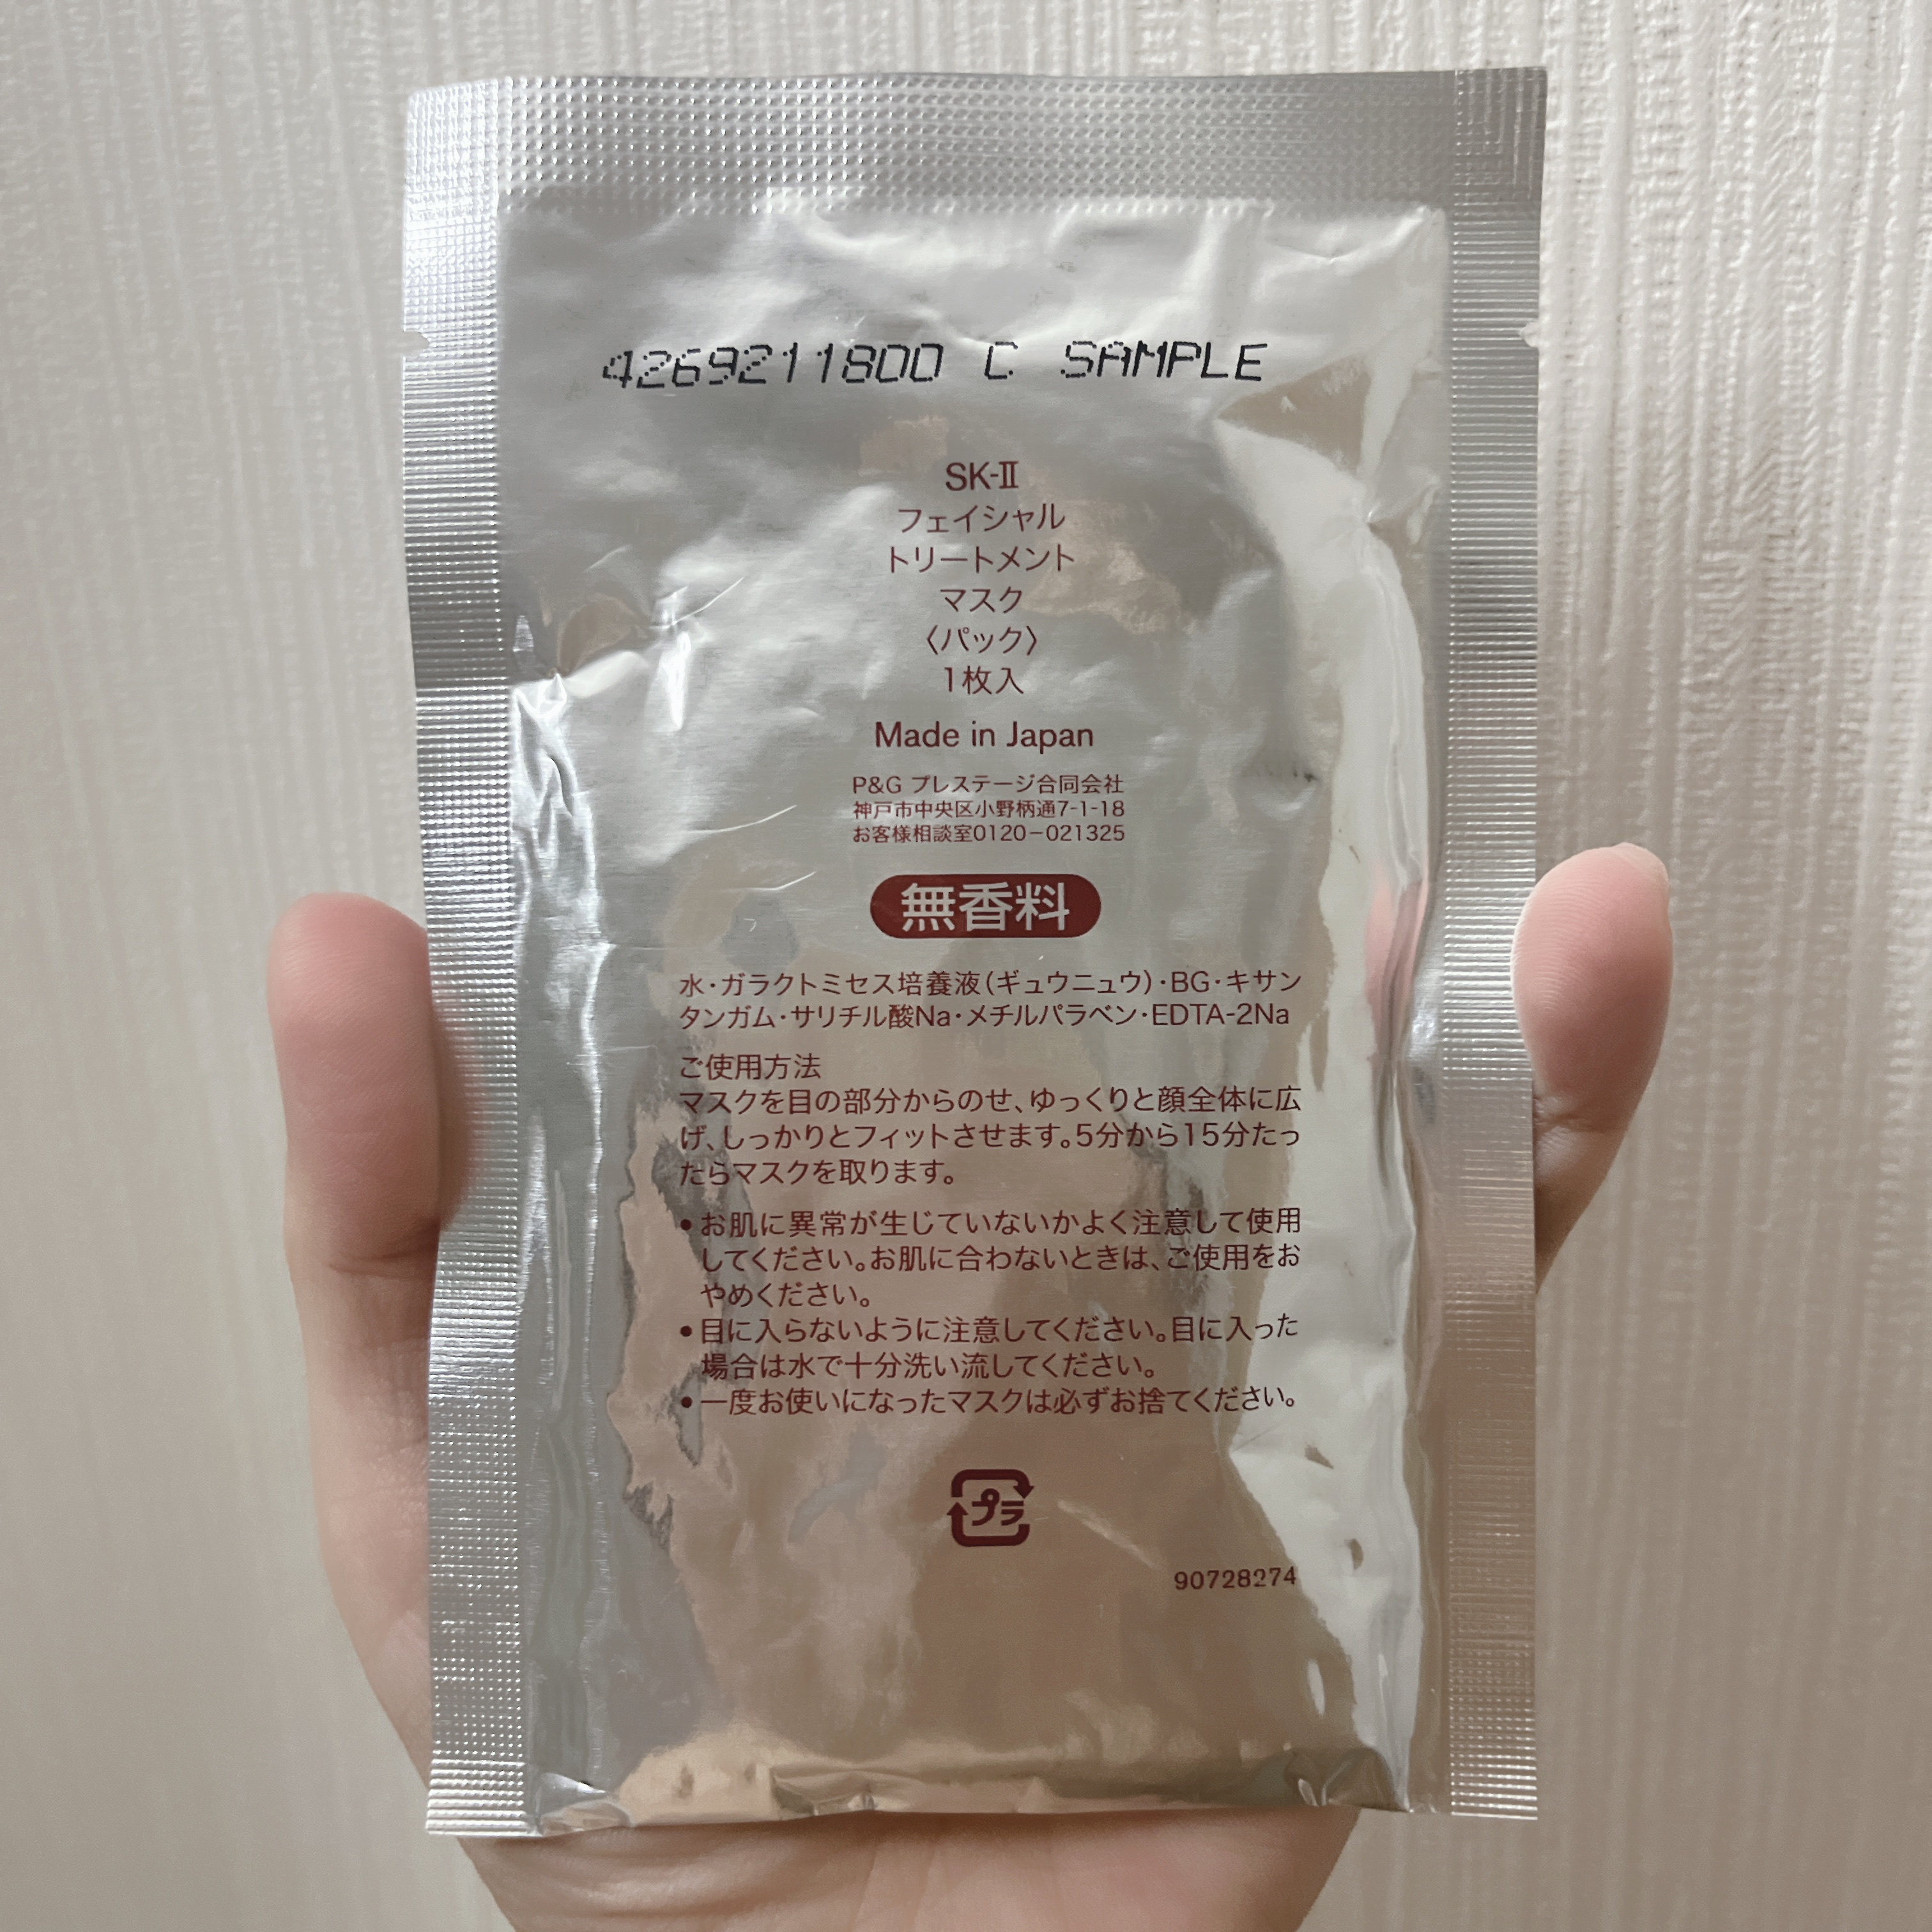 4269211800 C SAMPLE
SK-Ⅱ
フェイシャル
トリートメント
マスク
〈パック〉
1枚入
Made in Japan
P&G プレステージ合同会社
神戸市中央区小野柄通7-1-18
お客様相談室0120-021325
無香料
水・ガラクトミセス培養液(ギュウニュウ)・BG・キサン
タンガム・サリチル酸Na・メチルパラベン・EDTA-2Na
ご使用方法
マスクを目の部分からのせ、ゆっくりと顔全体に広
げ、しっかりとフィットさせます。5分から15分たっ
たらマスクを取ります。
•お肌に異常が生じていないかよく注意して使用
してください。お肌に合わないときは、ご使用をお
やめください。
•目に入らないように注意してください。目に入った
場合は水で十分洗い流してください。
•一度お使いになったマスクは必ずお捨てください。
プラ
90728274